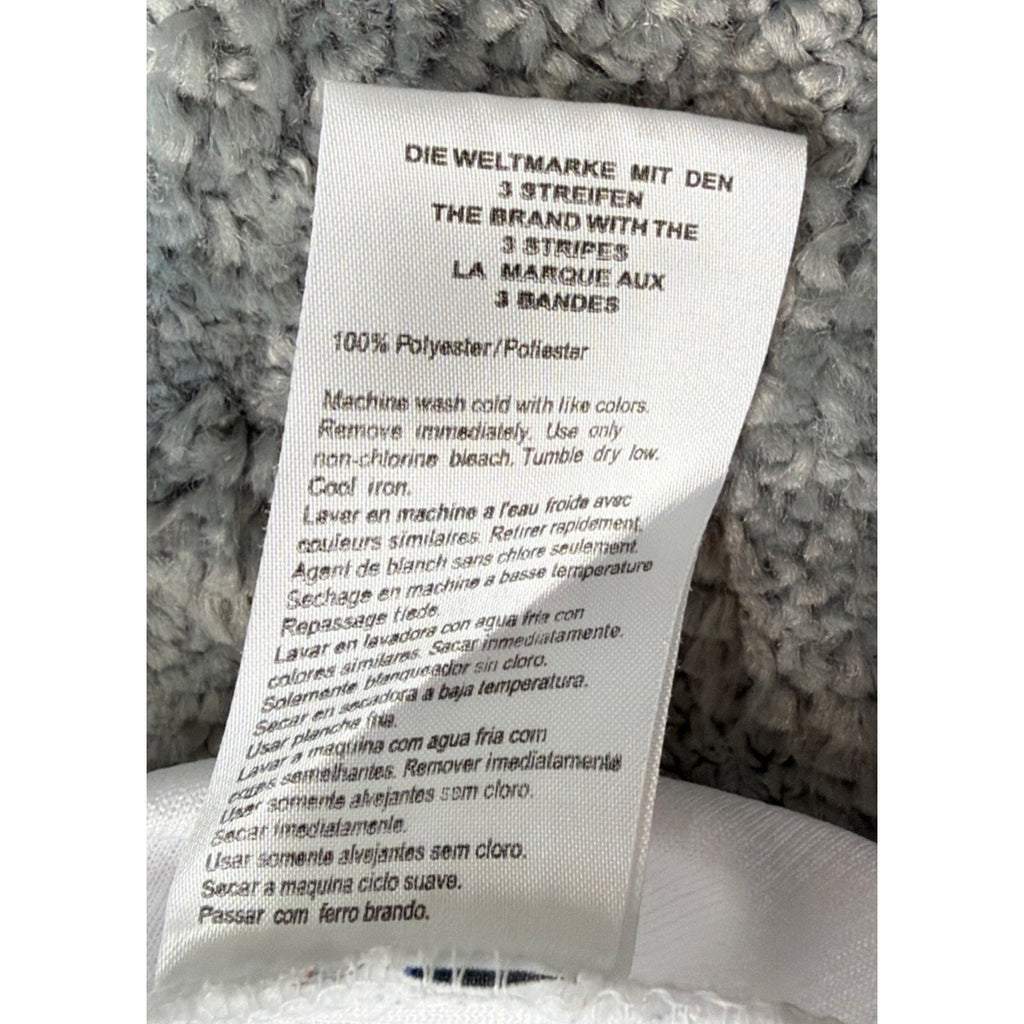 DIE WELTMARKE MIT DEN
3 STREIFEN
THE BRAND WITH THE
3 STRIPES
LA MARQUE AUX
3 BANDES
100% Polyester/Poliester
Machine wash cold with like colors.
Remove immediately. Use only
non-chlorine bleach. Tumble dry low.
Cool iron.
Laver en machine a l'eau froide avec
couleurs similaires. Retirer rapidement.
Agent de blanch sans chlore seulement.
Sechage en machine a basse temperature
Repassage tiede
Lavar en lavadora con agua fria con
colores similares. Sacar inmediatamente.
Solamente blanqueador sin cloro.
Secar en secadora a baja temperatura.
Usar plancha fria.
Lavar a maquina com agua fria com
semelhantes. Remover imediatamente
Usar somente alvejantes sem cloro.
Secar imediatamente.
Usar somente alvejantes sem cloro.
Secar a maquina ciclo suave.
Passar com ferro brando.